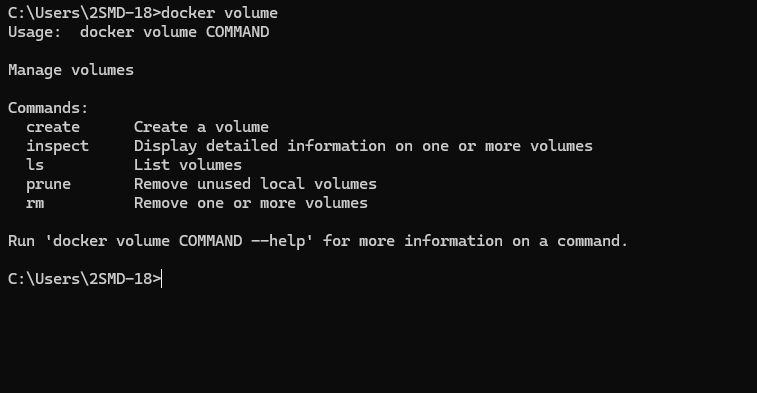 C:\Users\2SMD-18>docker volume
Usage:  docker volume COMMAND

Manage volumes

Commands:
  create      Create a volume
  inspect     Display detailed information on one or more volumes
  ls          List volumes
  prune       Remove unused local volumes
  rm          Remove one or more volumes

Run 'docker volume COMMAND --help' for more information on a command.

C:\Users\2SMD-18>